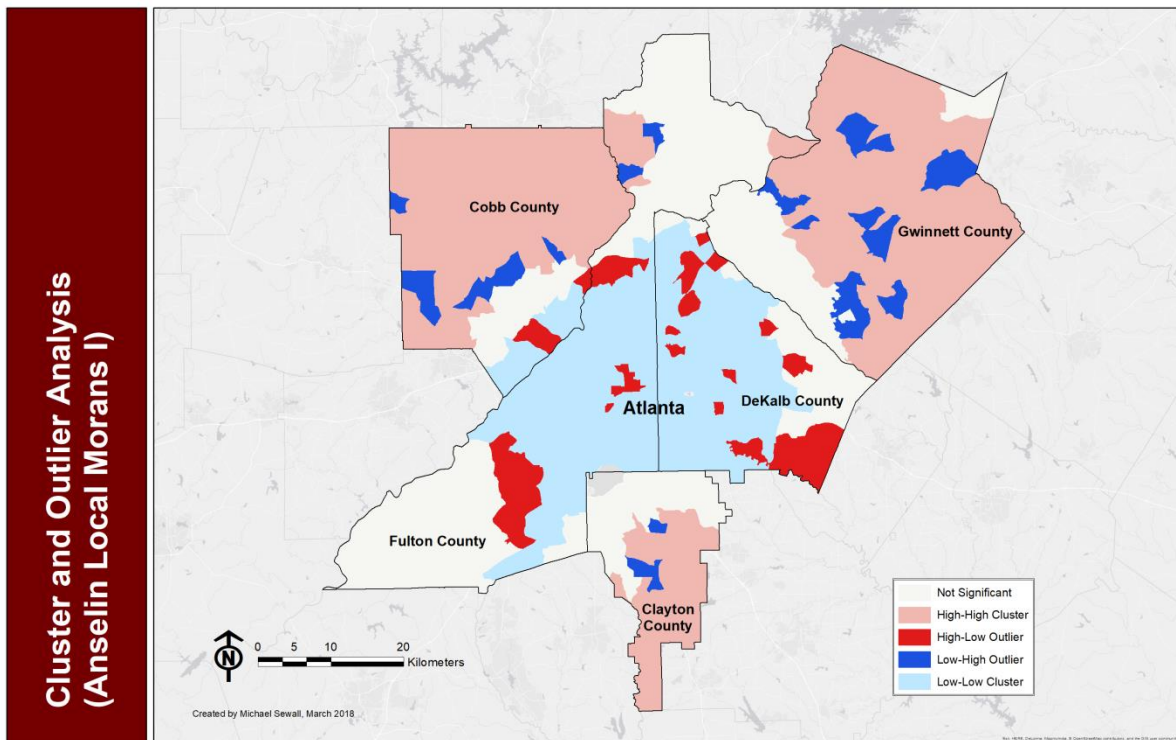 Cluster and Outlier Analysis
(Anselin Local Morans I)
Cobb County
Gwinnett County
Atlanta
DeKalb County
Fulton County
Clayton
County
Not Significant
High-High Cluster
High-Low Outlier
Low-High Outlier
Low-Low Cluster
N
0 5 10 20
Kilometers
Created by Michael Sewall, March 2018